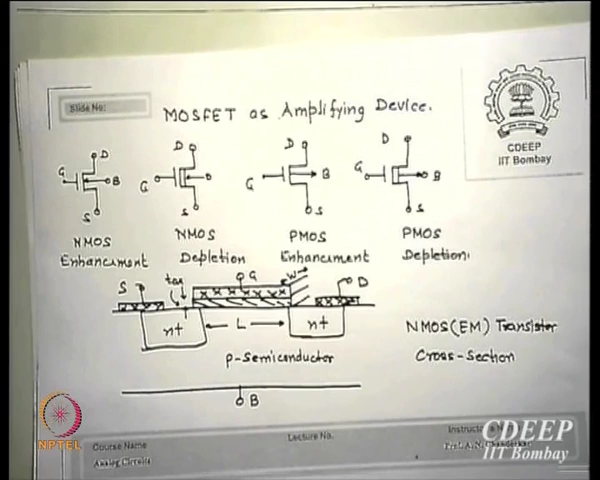 Slide No:
MOSFET as Amplifying Device.
CDEEP
IIT Bombay
D
G
B
S
NMOS
Enhancement
D
G
S
NMOS
Depletion
D
G
B
S
PMOS
Enhancement
D
G
B
S
PMOS
Depletion
S
tox
G
W
D
n+
L
n+
p-Semiconductor
B
NMOS(EM) Transister
Cross-Section
NPTEL
Course Name
Analog Circuits
Lecture No.
CDEEP
IIT Bombay